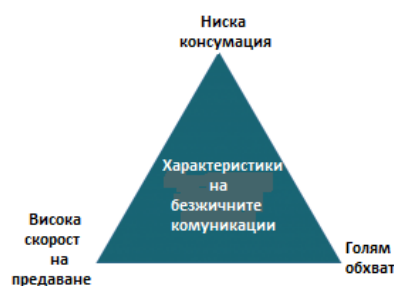 Ниска
консумация
Характеристики
на
безжичните
комуникации
Висока
скорост
на
предаване
Голям
обхват